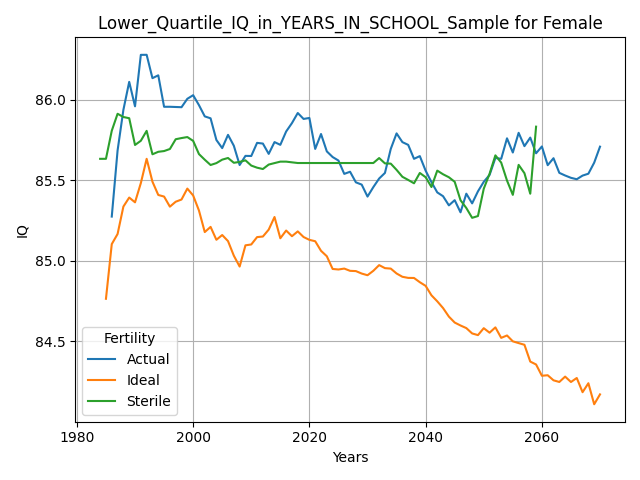 Lower_Quartile_IQ_in_YEARS_IN_SCHOOL_Sample for Female
86.0
85.5
85.0
84.5
IQ
Fertility
Actual
Ideal
Sterile
1980
2000
2020
2040
2060
Years